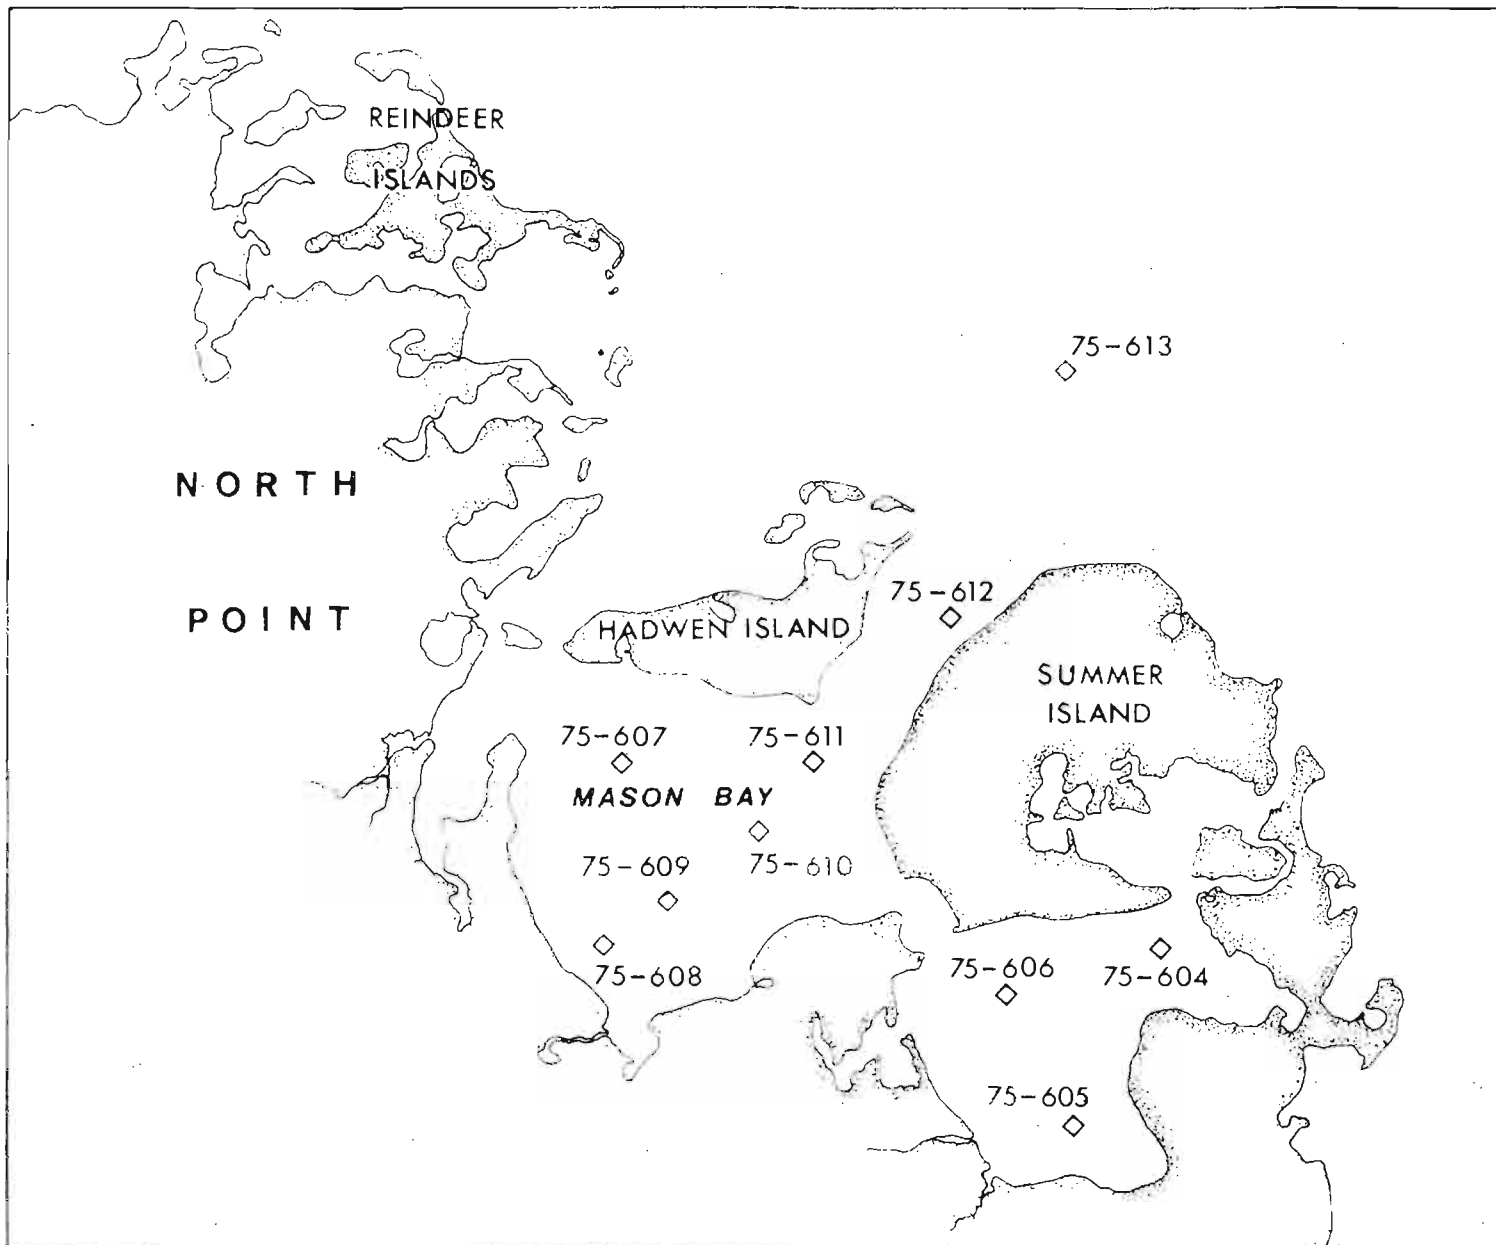 REINDEER
ISLANDS
75-613
NORTH
POINT
75-612
HADWEN ISLAND
SUMMER
ISLAND
75-607
75-611
MASON BAY
75-609
75-610
75-608
75-606
75-604
75-605